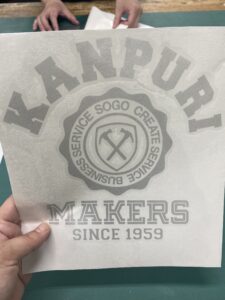 KANPURI
SOGO CREATE SERVICE
BUSINESS SERVICE
MAKERS
SINCE 1959